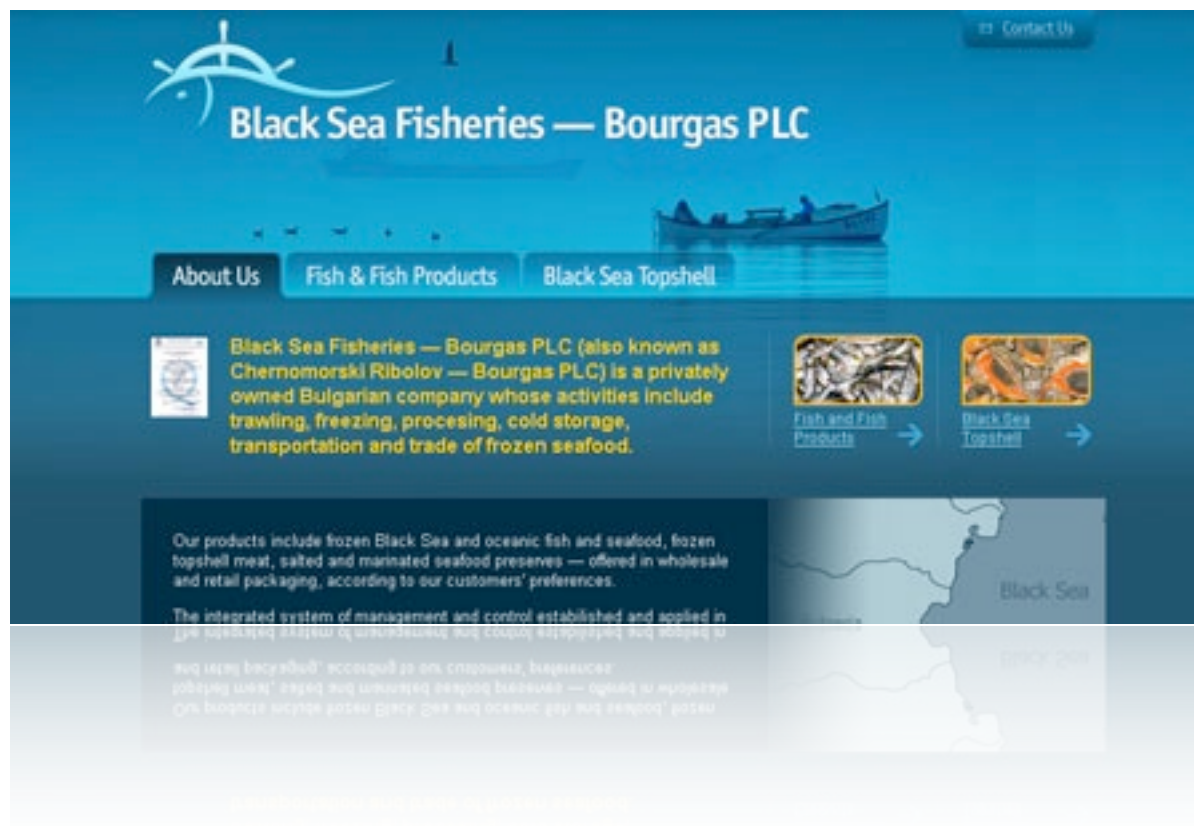 Contact Us
Black Sea Fisheries — Bourgas PLC
About Us
Fish & Fish Products
Black Sea Topshell
Black Sea Fisheries — Bourgas PLC (also known as
Chernomorski Ribolov — Bourgas PLC) is a privately
owned Bulgarian company whose activities include
trawling, freezing, procesing, cold storage,
transportation and trade of frozen seafood.
Fish and Fish
Products
Black Sea
Topshell
Our products include frozen Black Sea and oceanic fish and seafood, frozen
topshell meat, salted and marinated seafood preserves — offered in wholesale
and retail packaging, according to our customers' preferences.
The integrated system of management and control estabilished and applied in
Black Sea